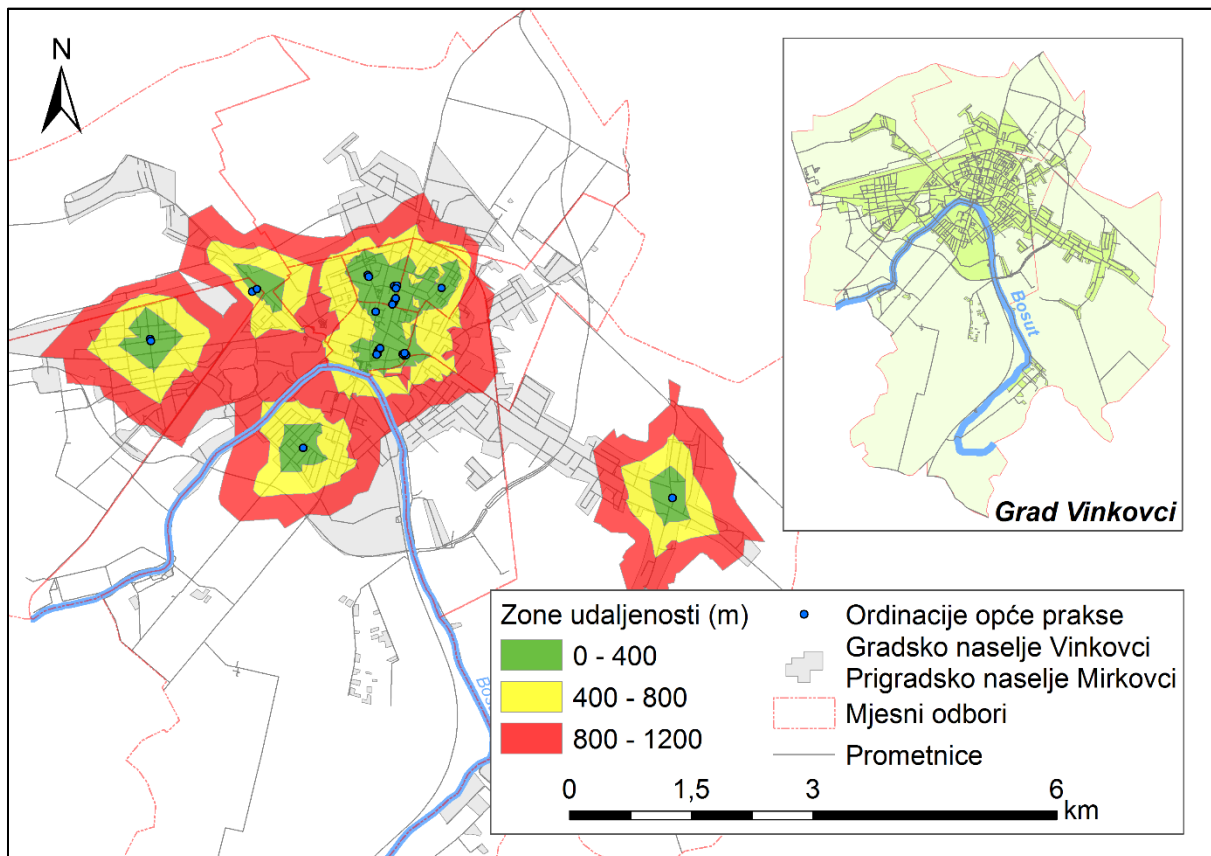 N
Bosut
Grad Vinkovci
Zone udaljenosti (m)
0 - 400
400 - 800
800 - 1200
Ordinacije opće prakse
Gradsko naselje Vinkovci
Prigradsko naselje Mirkovci
Mjesni odbori
Prometnice
0 1,5 3 6
km